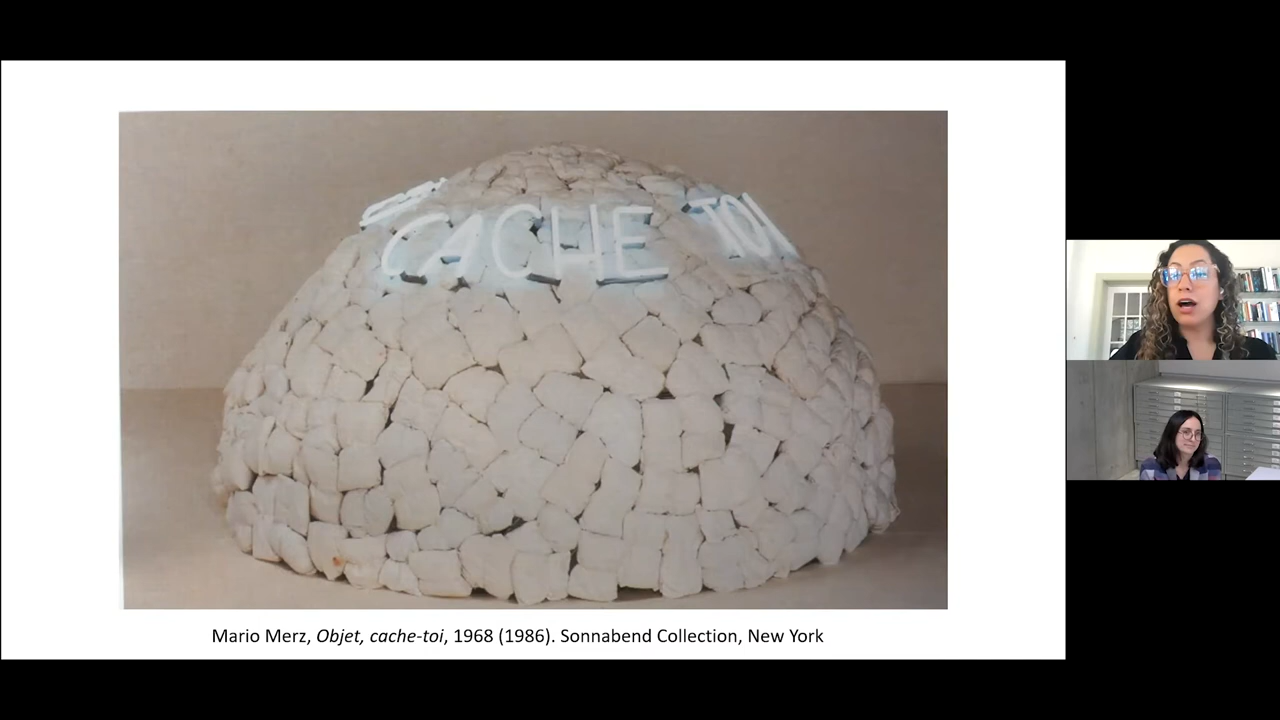 CACHE TOI
Mario Merz, Objet, cache-toi, 1968 (1986). Sonnabend Collection, New York